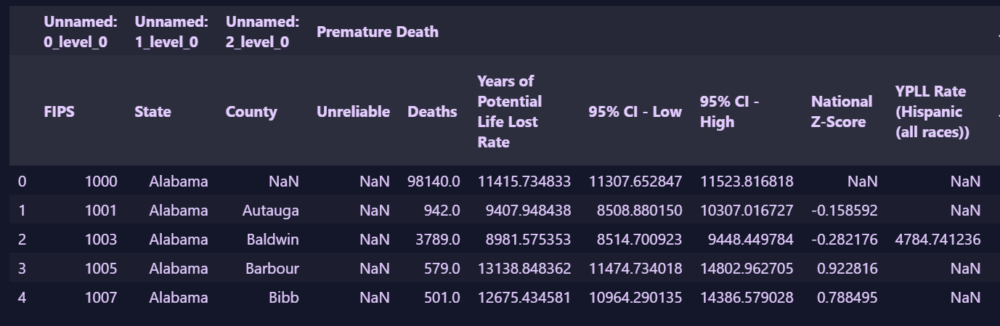 Unnamed: 0_level_0 Unnamed: 1_level_0 Unnamed: 2_level_0 Premature Death
FIPS State County Unreliable Deaths Years of Potential Life Lost Rate 95% CI - Low 95% CI - High National Z-Score YPLL Rate (Hispanic (all races))
0 1000 Alabama NaN NaN 98140.0 11415.734833 11307.652847 11523.816818 NaN NaN
1 1001 Alabama Autauga NaN 942.0 9407.948438 8508.880150 10307.016727 -0.158592 NaN
2 1003 Alabama Baldwin NaN 3789.0 8981.575353 8514.700923 9448.449784 -0.282176 4784.741236
3 1005 Alabama Barbour NaN 579.0 13138.848362 11474.734018 14802.962705 0.922816 NaN
4 1007 Alabama Bibb NaN 501.0 12675.434581 10964.290135 14386.579028 0.788495 NaN